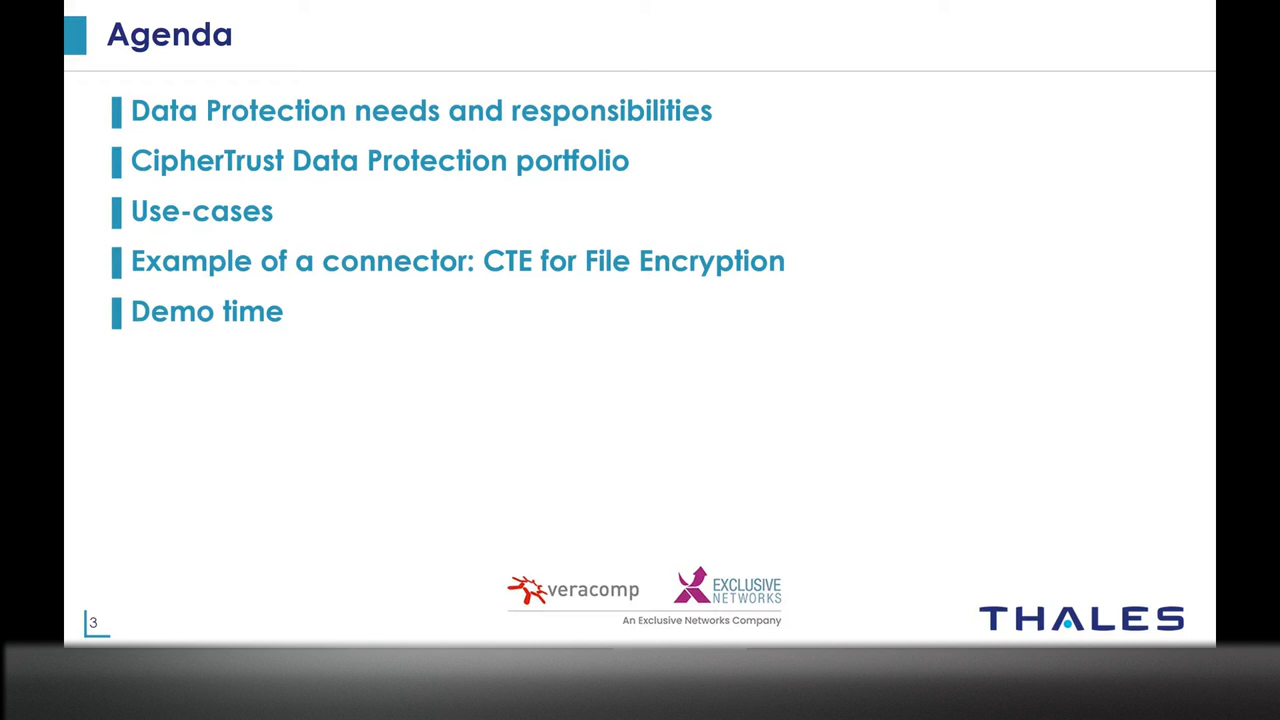 Agenda
Data Protection needs and responsibilities
CipherTrust Data Protection portfolio
Use-cases
Example of a connector: CTE for File Encryption
Demo time
veracomp
EXCLUSIVE
NETWORKS
An Exclusive Networks Company
3
THALES